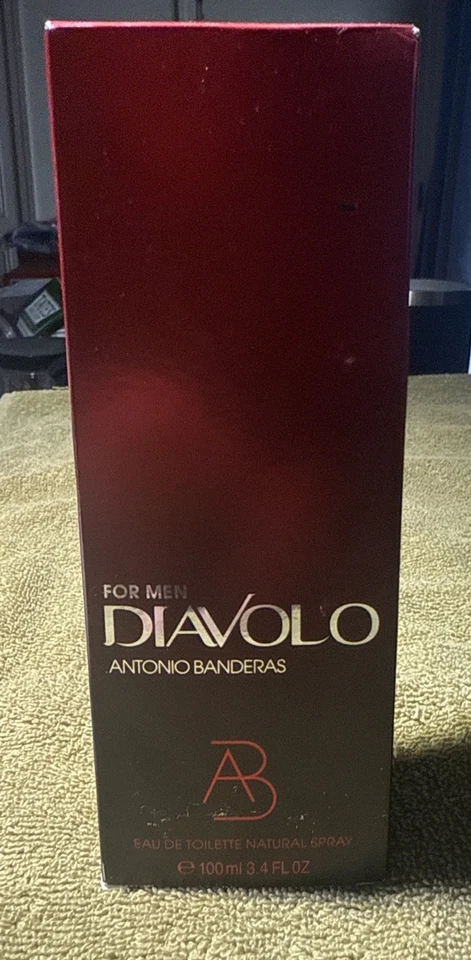 FOR MEN
DIAVOLO
ANTONIO BANDERAS
AB
EAU DE TOILETTE NATURAL SPRAY
℮ 100 ml 3.4 FL OZ